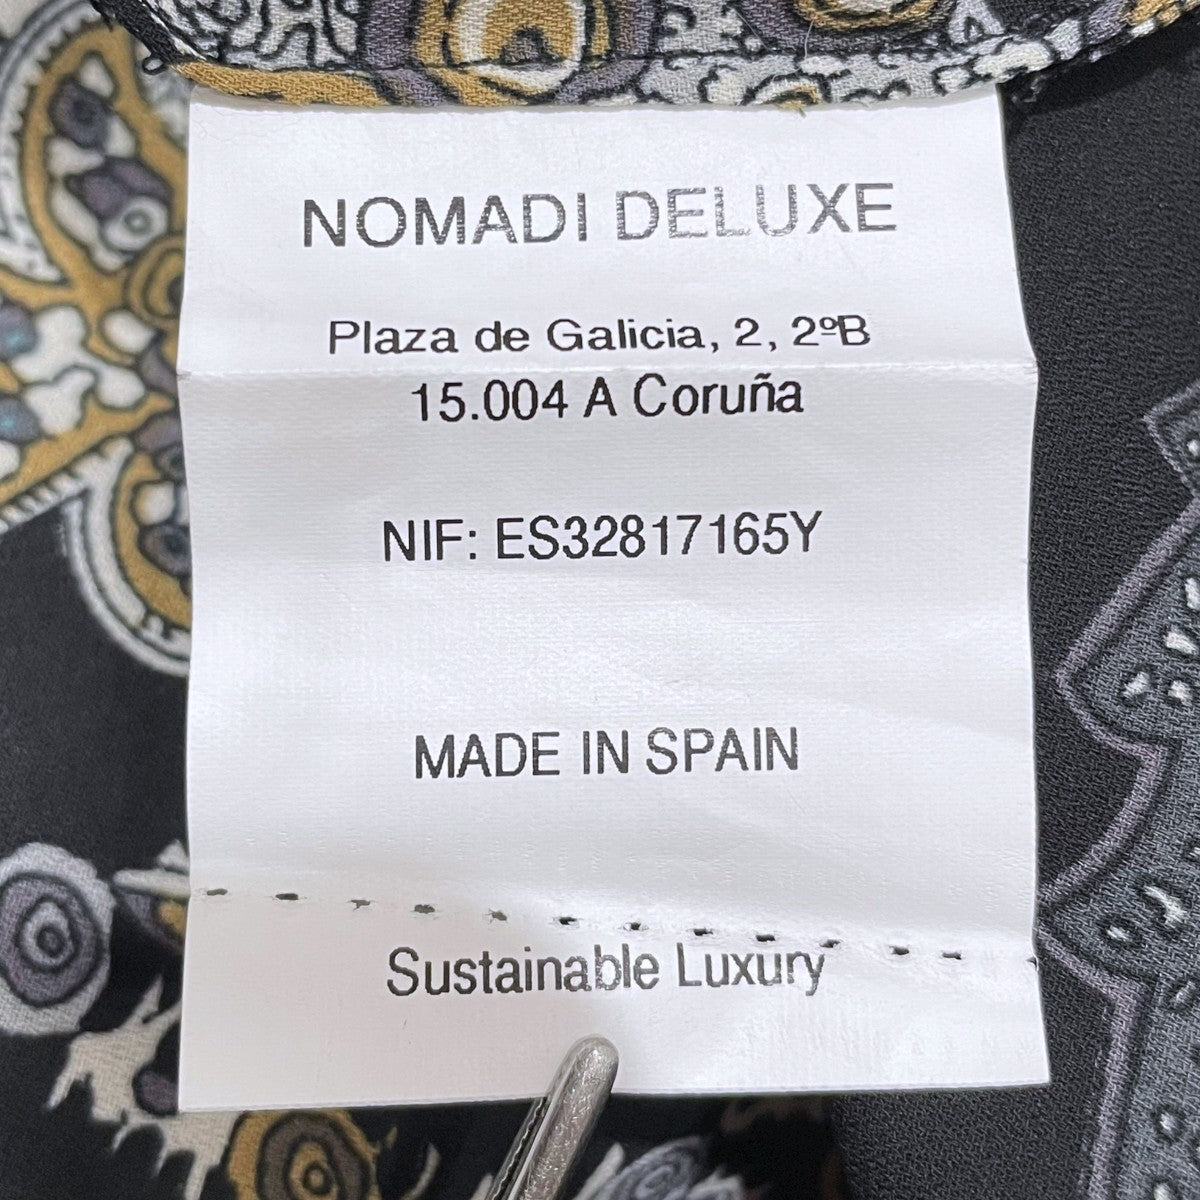 NOMADI DELUXE
Plaza de Galicia, 2, 2ºB
15.004 A Coruña
NIF: ES32817165Y
MADE IN SPAIN
Sustainable Luxury